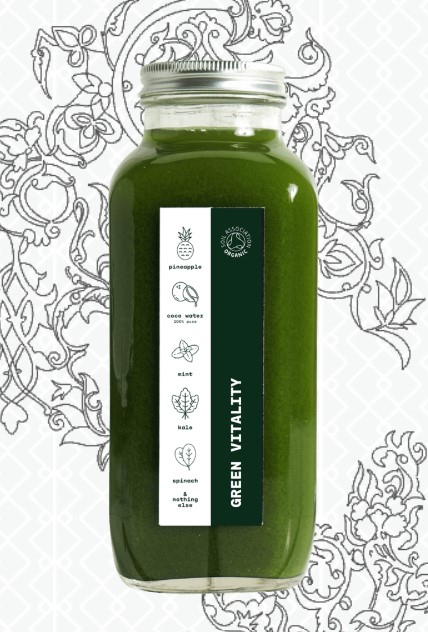 pineapple
coco water
100% pure
mint
kale
spinach
&
nothing
else
SOIL ASSOCIATION
ORGANIC
GREEN VITALITY